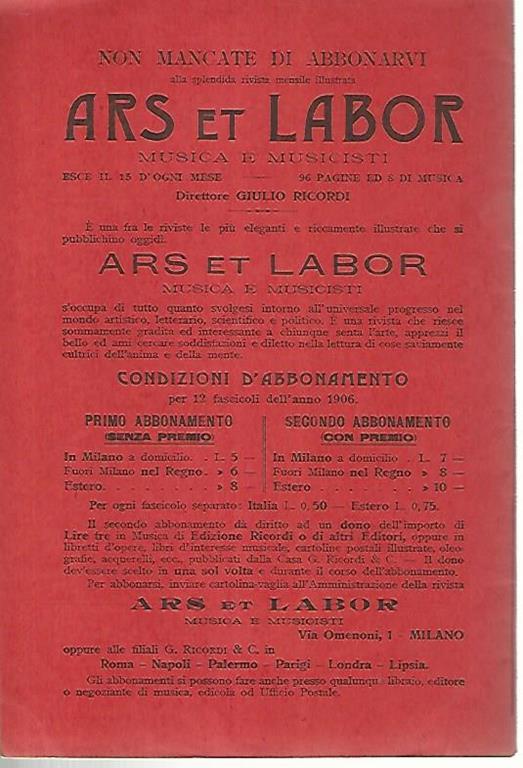 NON MANCATE DI ABBONARVI
alla splendida rivista mensile illustrata
ARS ET LABOR
MUSICA E MUSICISTI
ESCE IL 15 D'OGNI MESE — 96 PAGINE ED 8 DI MUSICA
Direttore GIULIO RICORDI
È una fra le riviste le più eleganti e riccamente illustrate che si
pubblichino oggidì.
ARS ET LABOR
MUSICA E MUSICISTI
s'occupa di tutto quanto svolgesi intorno all'universale progresso nel
mondo artistico, letterario, scientifico e politico. È una rivista che riesce
sommamente gradita ed interessante a chiunque senta l'arte, apprezzi il
bello ed ami cercare soddisfazioni e diletto nella lettura di cose saviamente
cultrici dell'anima e della mente.
CONDIZIONI D'ABBONAMENTO
per 12 fascicoli dell'anno 1906.
PRIMO ABBONAMENTO
(SENZA PREMIO)
In Milano a domicilio . L. 5 —
Fuori Milano nel Regno. » 6 —
Estero. . . . . . . » 8 —
SECONDO ABBONAMENTO
(CON PREMIO)
In Milano a domicilio . . L. 7 —
Fuori Milano nel Regno » 8 —
Estero . . . . . . . » 10 —
Per ogni fascicolo separato: Italia L. 0,50 — Estero L. 0,75.
Il secondo abbonamento dà diritto ad un dono dell'importo di
Lire tre in Musica di Edizione Ricordi o di altri Editori, oppure in
libretti d'opere, libri d'interesse musicale, cartoline postali illustrate, oleo-
grafie, acquerelli, ecc., pubblicati dalla Casa G. Ricordi & C. — Il dono
dev'essere scelto in una sol volta e durante il corso dell'abbonamento.
Per abbonarsi, inviare cartolina-vaglia all'Amministrazione della rivista
ARS ET LABOR
MUSICA E MUSICISTI
Via Omenoni, 1 - MILANO
oppure alle filiali G. RICORDI & C. in
Roma - Napoli - Palermo - Parigi - Londra - Lipsia.
Gli abbonamenti si possono fare anche presso qualunque libraio, editore
o negoziante di musica, edicola od Ufficio Postale.